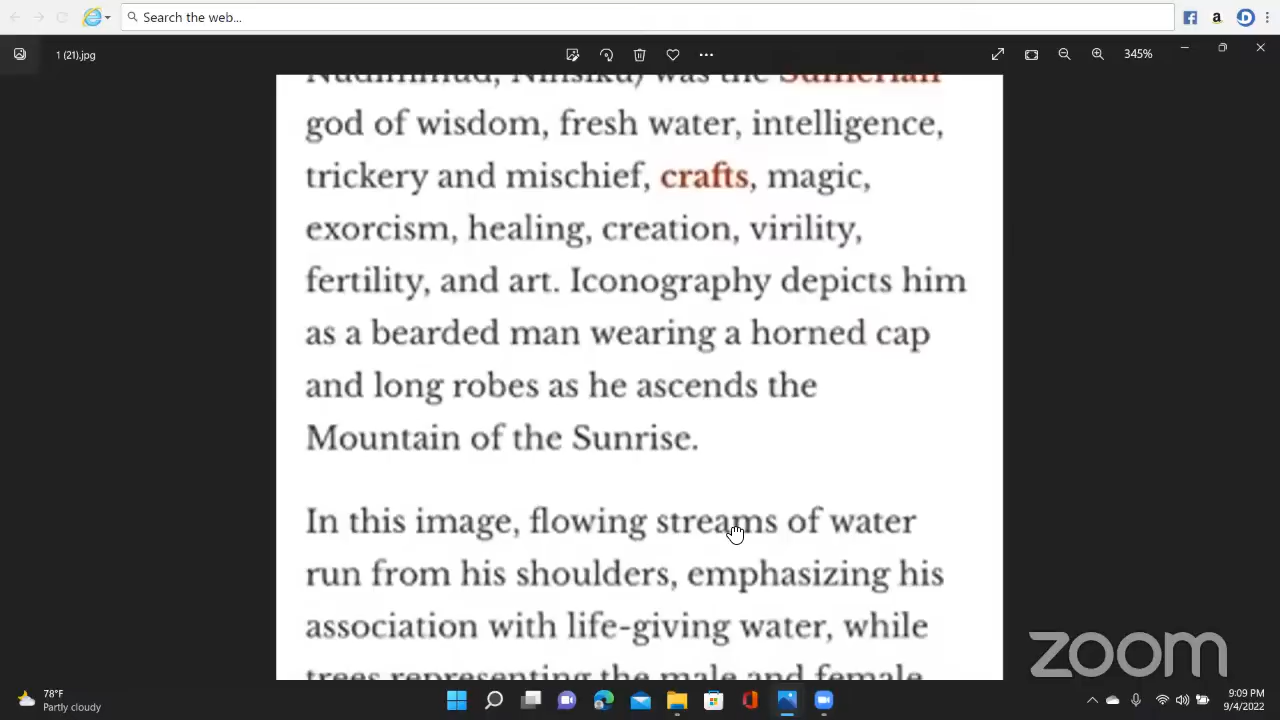 Search the web...
1 (21).jpg
345%
Nudimmud, Ninsiku) was the Sumerian
god of wisdom, fresh water, intelligence,
trickery and mischief, crafts, magic,
exorcism, healing, creation, virility,
fertility, and art. Iconography depicts him
as a bearded man wearing a horned cap
and long robes as he ascends the
Mountain of the Sunrise.
In this image, flowing streams of water
run from his shoulders, emphasizing his
association with life-giving water, while
trees representing the male and female
zoom
78°F
Partly cloudy
9:09 PM
9/4/2022